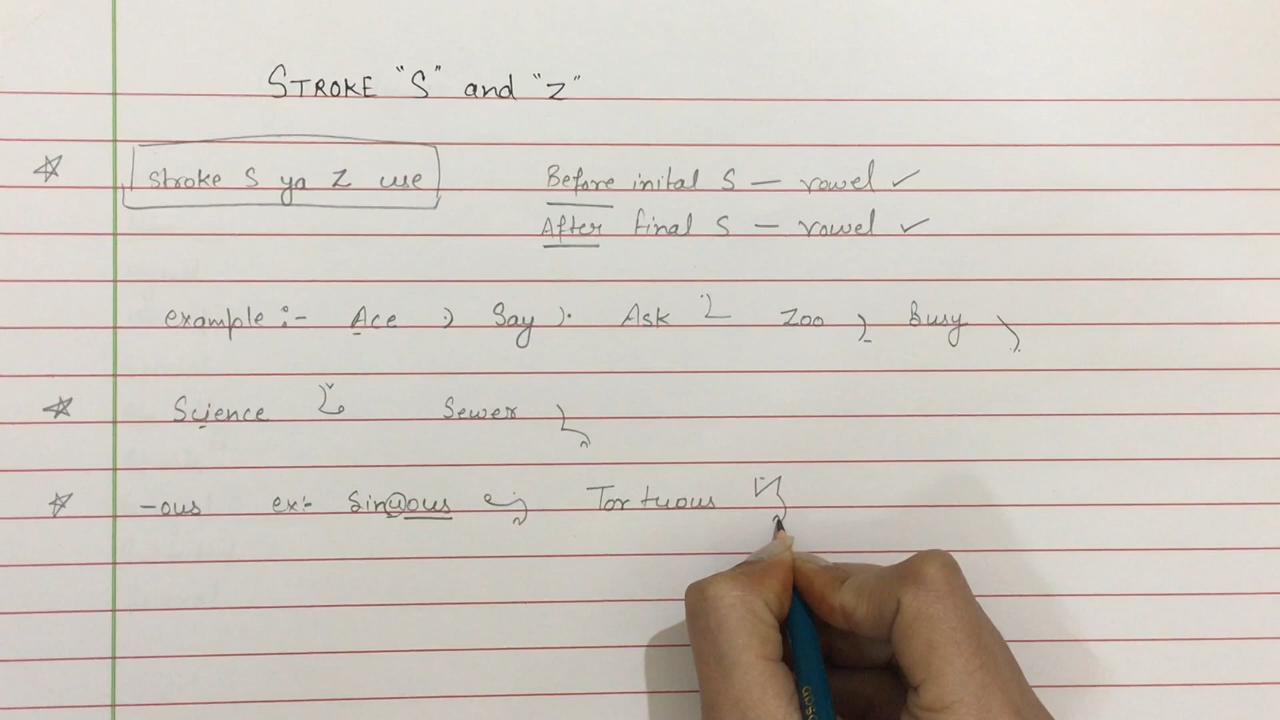 STROKE "S" and "Z"
stroke S ya Z use Before inital S — vowel ✓
After final S — vowel ✓
example :- Ace Say Ask Zoo Busy
Science Sewer
-ous ex:- Sinuous Tortuous